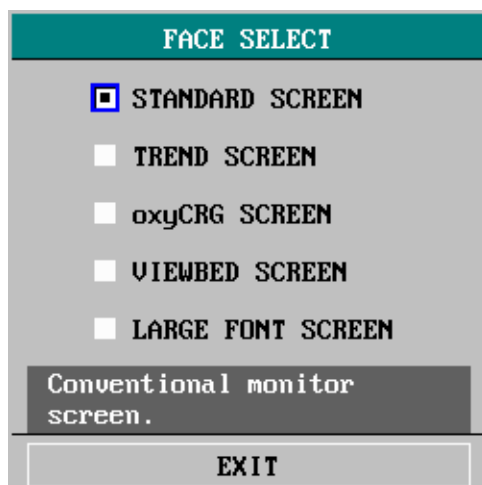 FACE SELECT
STANDARD SCREEN
TREND SCREEN
oxyCRG SCREEN
VIEWBED SCREEN
LARGE FONT SCREEN
Conventional monitor
screen.
EXIT